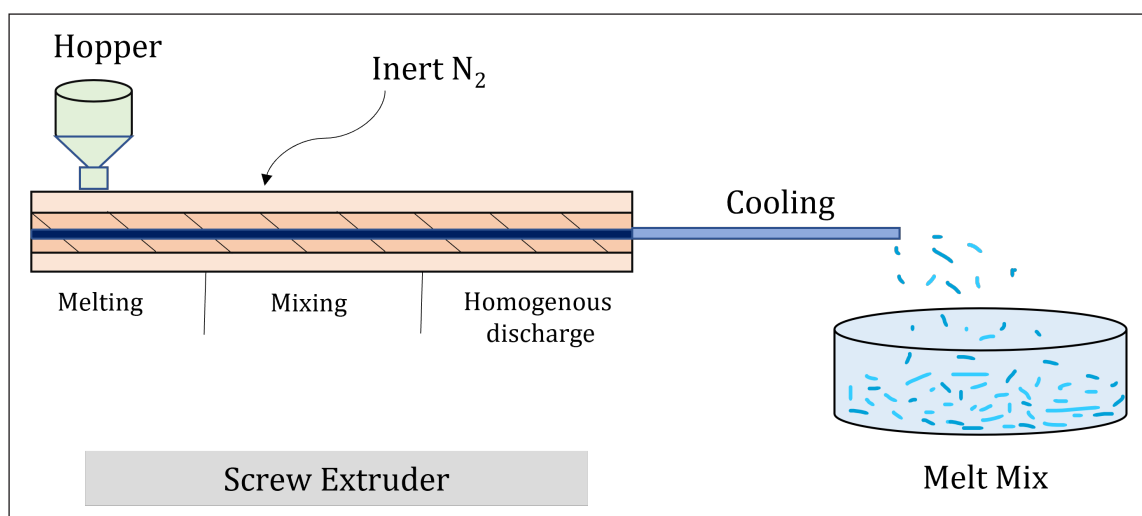 Hopper
Inert N₂
Cooling
Melting
Mixing
Homogenous
discharge
Screw Extruder
Melt Mix